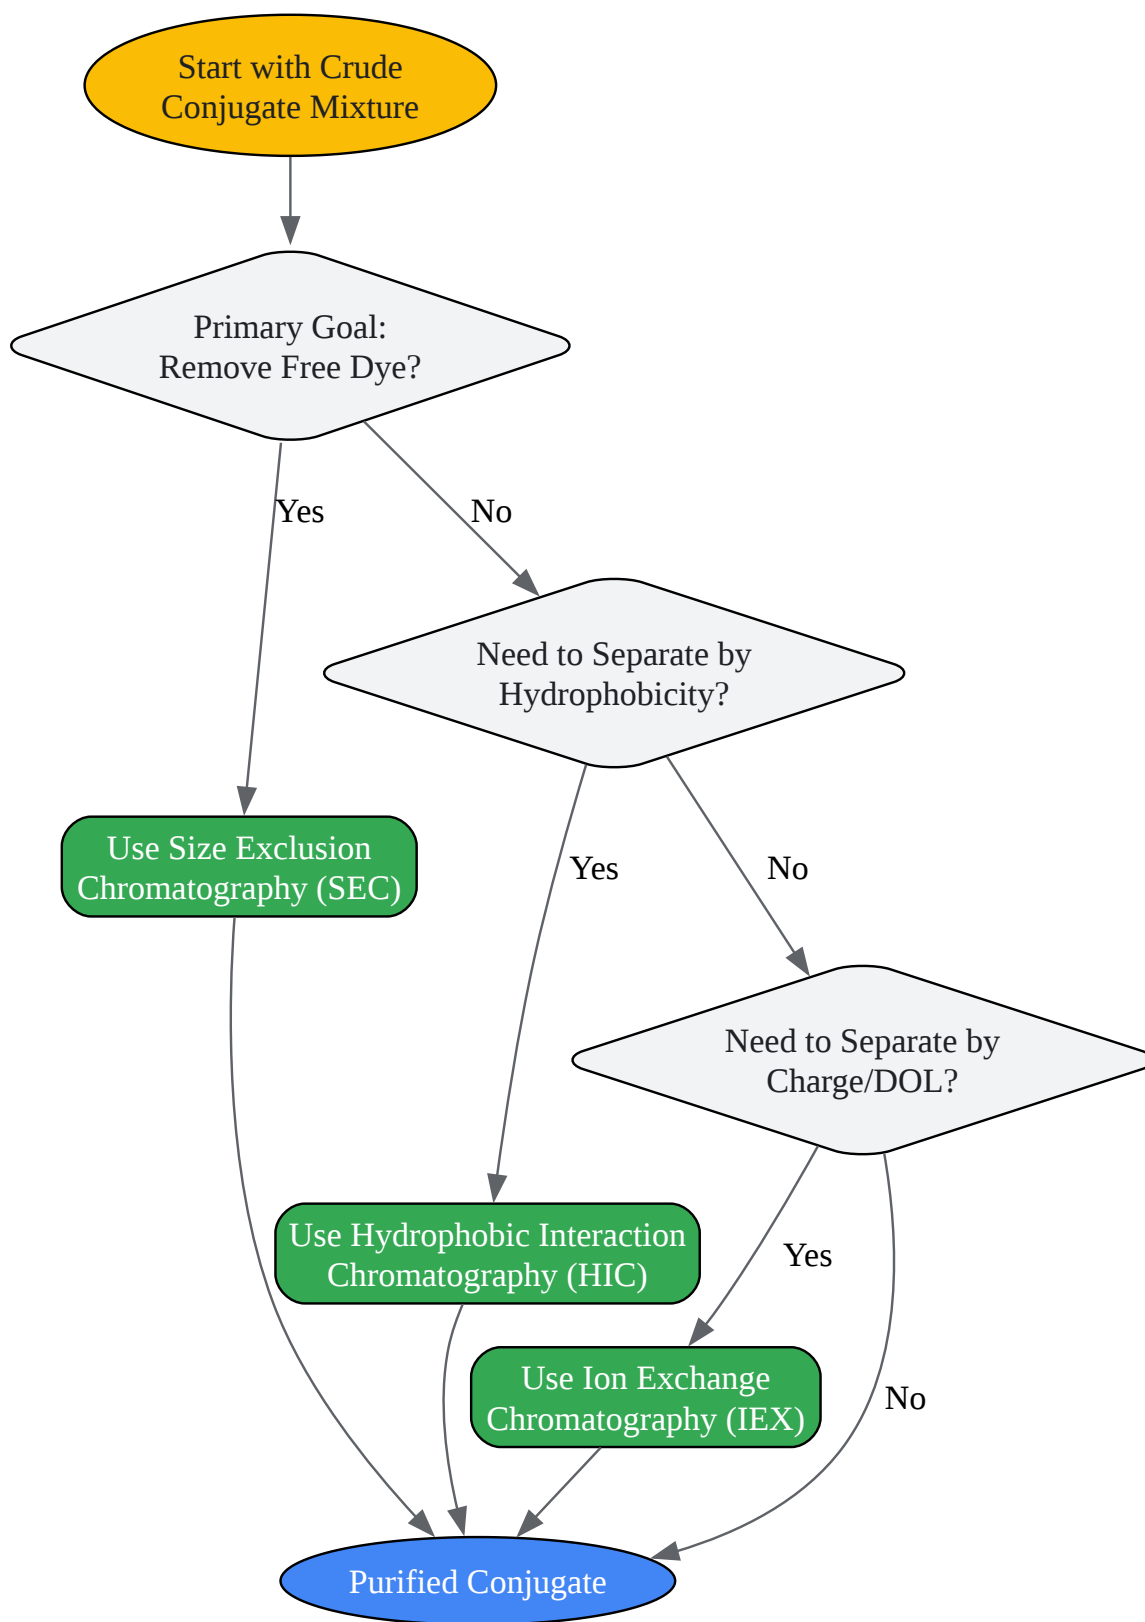 Start with Crude
Conjugate Mixture
Primary Goal:
Remove Free Dye?
Yes
No
Need to Separate by
Hydrophobicity?
Use Size Exclusion
Chromatography (SEC)
Yes
No
Need to Separate by
Charge/DOL?
Use Hydrophobic Interaction
Chromatography (HIC)
Yes
Use Ion Exchange
Chromatography (IEX)
No
Purified Conjugate